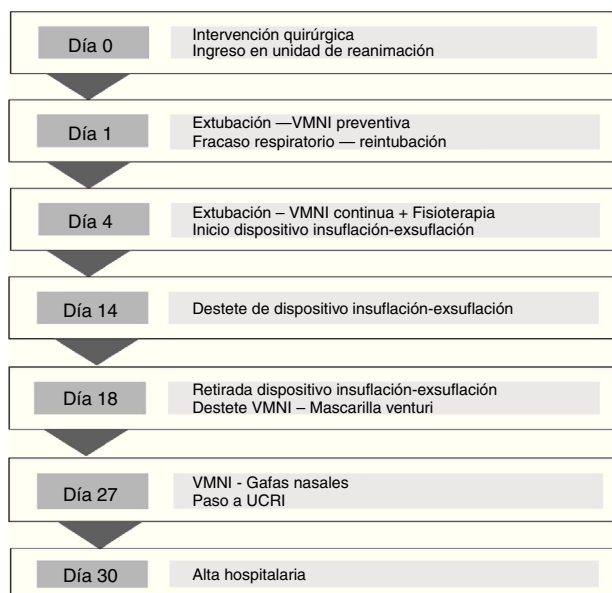 Día 0
Intervención quirúrgica
Ingreso en unidad de reanimación
Día 1
Extubación —VMNI preventiva
Fracaso respiratorio — reintubación
Día 4
Extubación – VMNI continua + Fisioterapia
Inicio dispositivo insuflación-exsuflación
Día 14
Destete de dispositivo insuflación-exsuflación
Día 18
Retirada dispositivo insuflación-exsuflación
Destete VMNI – Mascarilla venturi
Día 27
VMNI - Gafas nasales
Paso a UCRI
Día 30
Alta hospitalaria